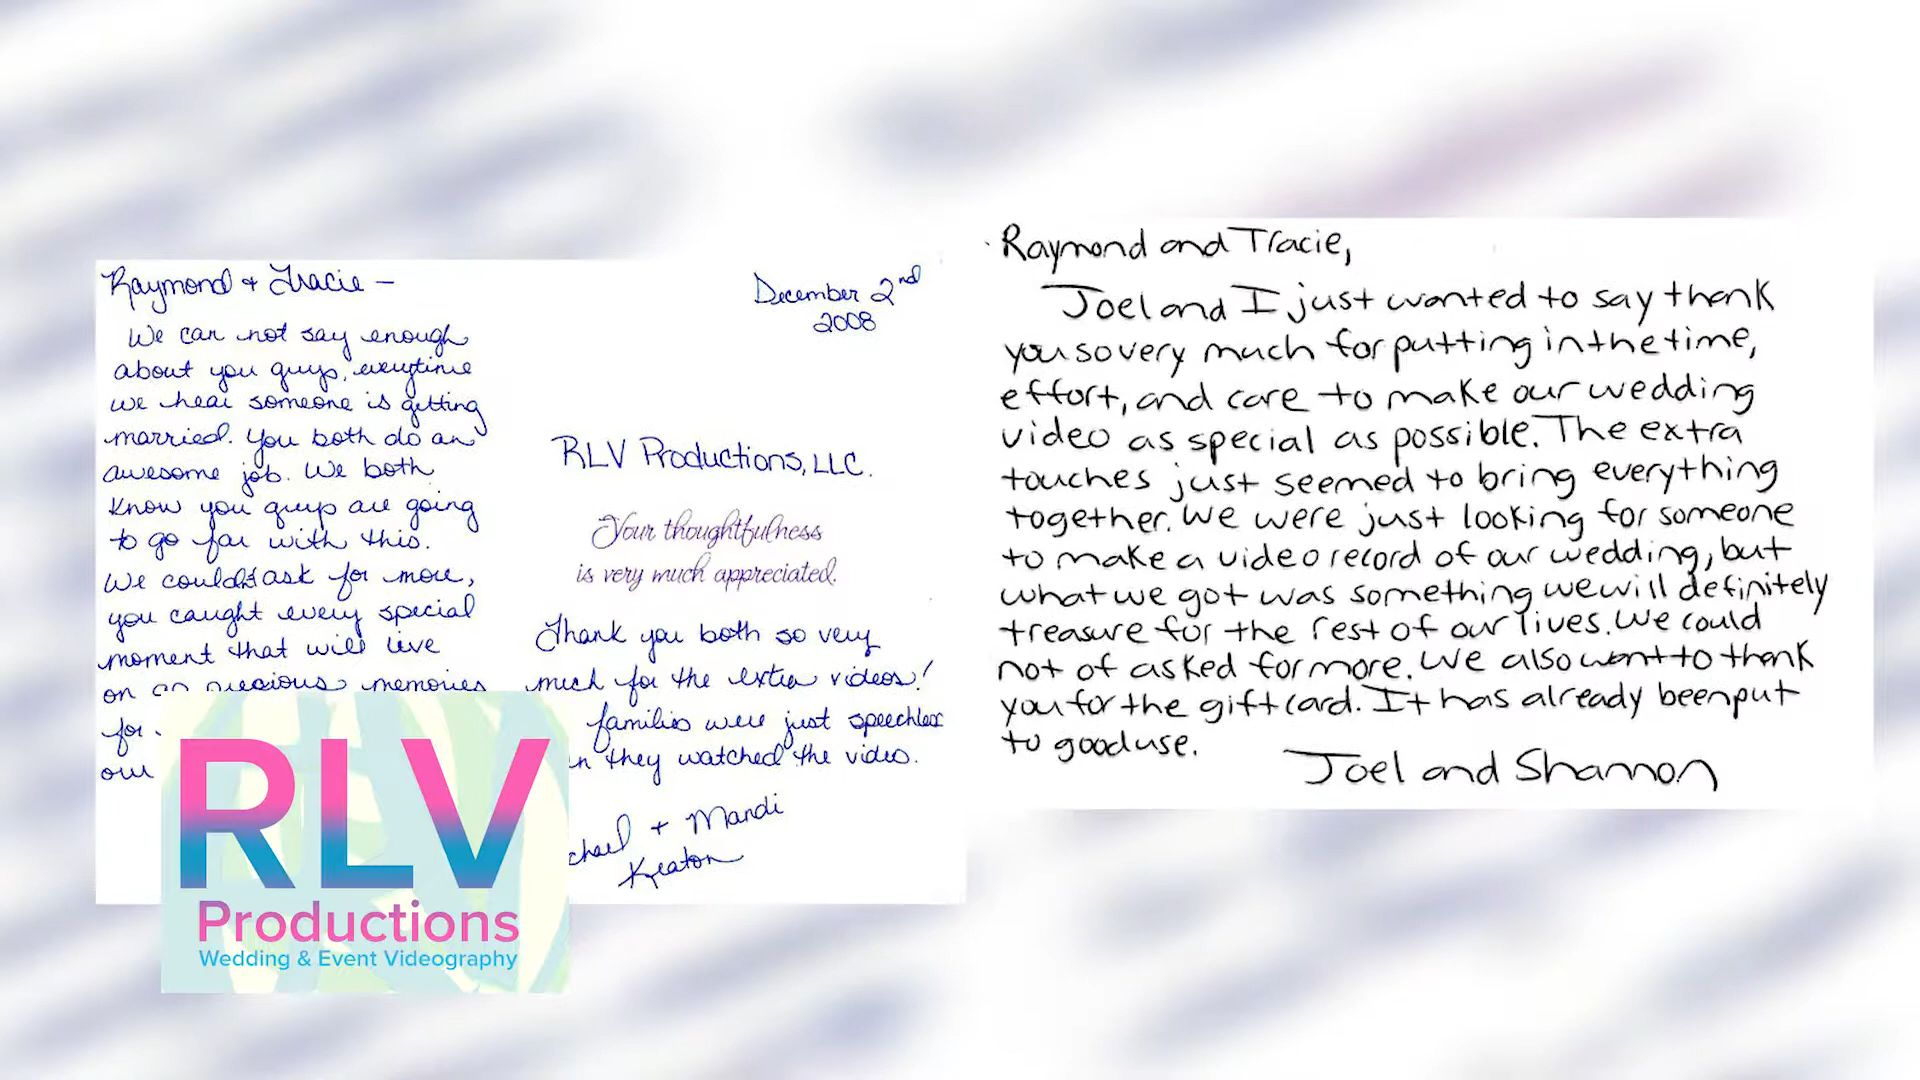 Raymond & Tracie –
We can not say enough
about you guys, everytime
we hear someone is getting
married. You both do an
awesome job. We both
know you guys are going
to go far with this.
We couldn't ask for more,
you caught every special
moment that will live
on as precious memories
for
our
December 2nd
2008
RLV Productions, LLC.
Your thoughtfulness
is very much appreciated.
Thank you both so very
much for the extra videos!
families were just speechless
they watched the video.
+ Mandi
Keaton
Raymond and Tracie,
Joel and I just wanted to say thank
you so very much for putting in the time,
effort, and care to make our wedding
video as special as possible. The extra
touches just seemed to bring everything
together. We were just looking for someone
to make a video record of our wedding, but
what we got was something we will definitely
treasure for the rest of our lives. We could
not of asked for more. We also want to thank
you for the gift card. It has already been put
to good use.
Joel and Shannon
RLV
Productions
Wedding & Event Videography